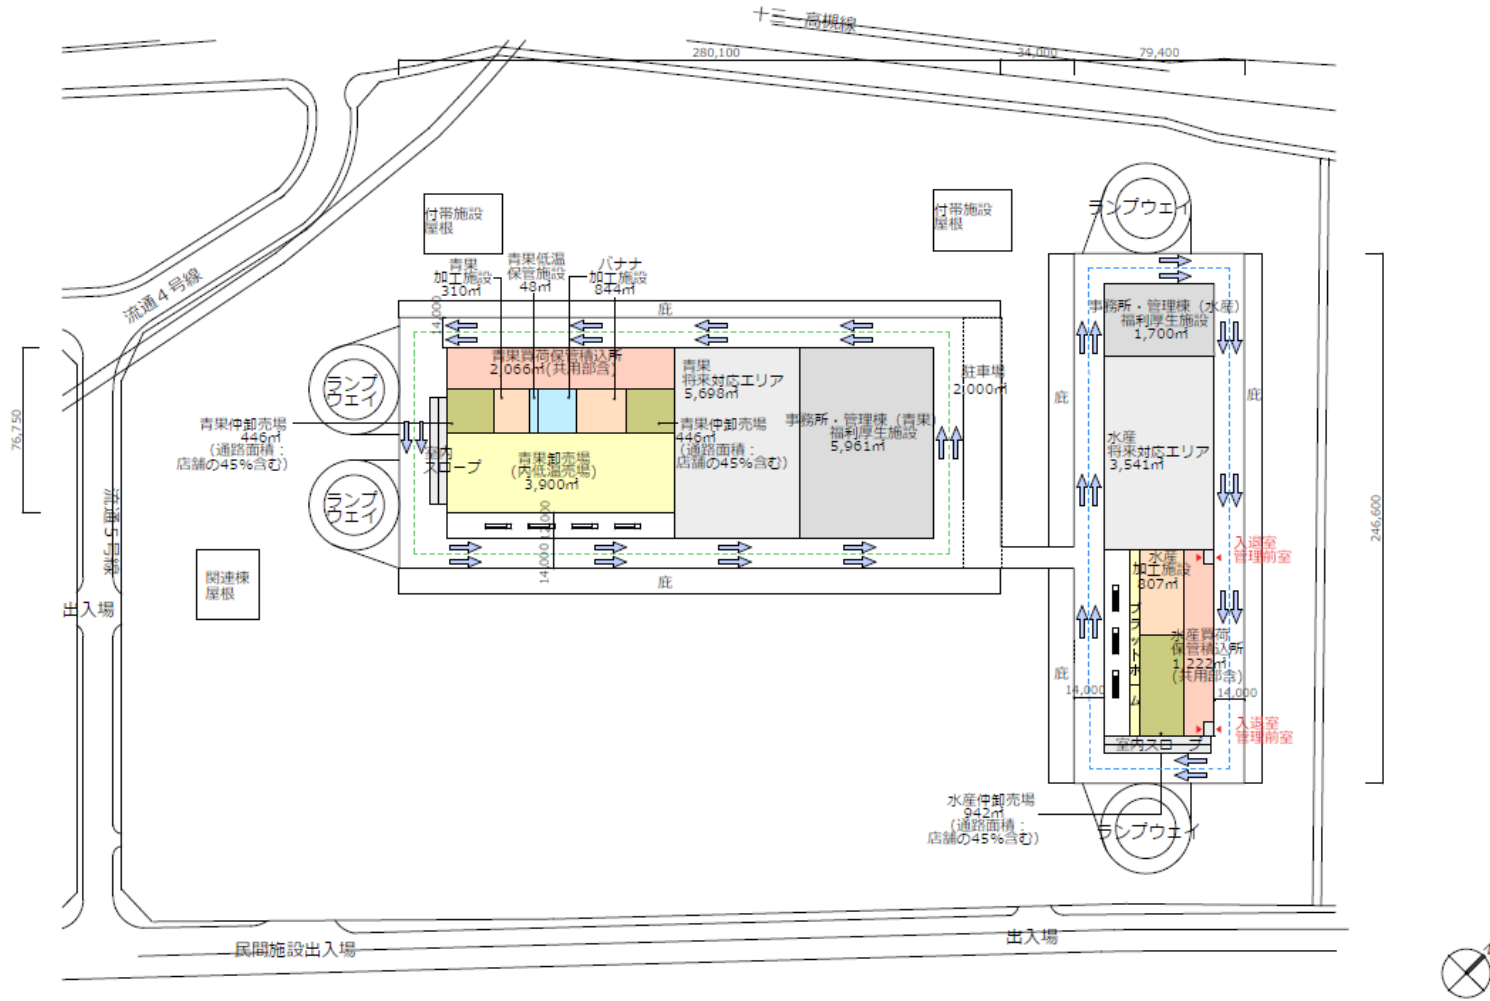 十三高槻線
280,100
34,000
79,400
ランプウェイ
付帯施設
屋根
付帯施設
屋根
流通４号線
青果
加工施設
310㎡
青果低温
保管施設
48㎡
バナナ
加工施設
844㎡
庇
14,000
事務所・管理棟（水産）
福利厚生施設
1,700㎡
青果買荷保管積込所
2,066㎡(共用部含)
青果
将来対応エリア
5,698㎡
駐車場
2,000㎡
ランプ
ウェイ
庇
庇
76,750
青果仲卸売場
446㎡
(通路面積：
店舗の45%含む)
青果仲卸売場
446㎡
(通路面積：
店舗の45%含む)
事務所・管理棟（青果）
福利厚生施設
5,961㎡
室内
スロープ
青果卸売場
(内低温売場)
3,900㎡
水産
将来対応エリア
3,541㎡
ランプ
ウェイ
流通５号線
12,000
14,000
246,600
庇
入退室
管理前室
水産
加工施設
807㎡
関連棟
屋根
出入場
プラットホーム
水産買荷
保管積込所
1,222㎡
(共用部含)
庇
14,000
14,000
入退室
管理前室
室内スロープ
水産仲卸売場
942㎡
(通路面積：
店舗の45%含む)
ランプウェイ
民間施設出入場
出入場